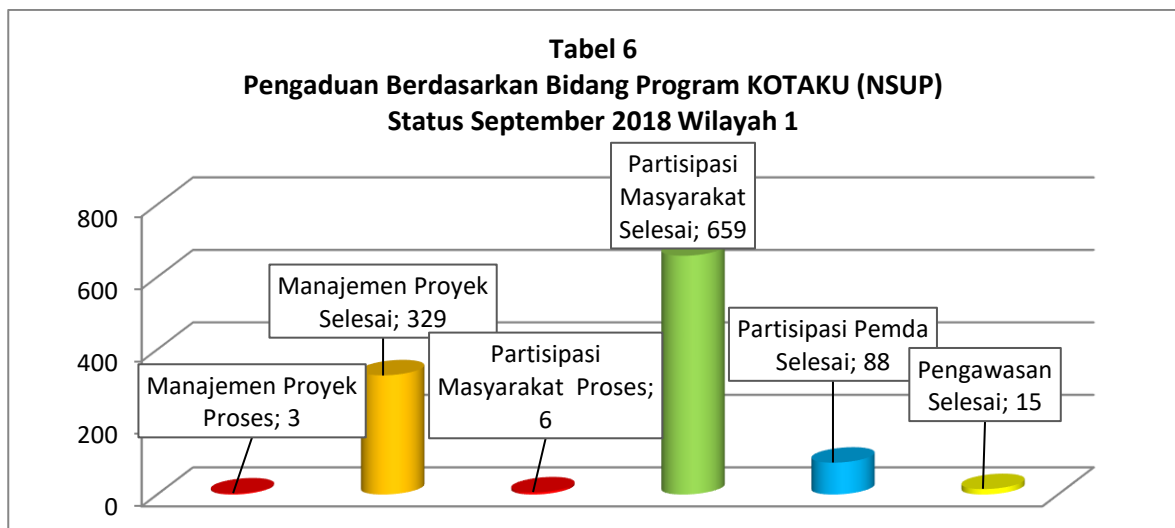 Tabel 6
Pengaduan Berdasarkan Bidang Program KOTAKU (NSUP)
Status September 2018 Wilayah 1
800
600
400
200
0
Manajemen Proyek
Proses; 3
Manajemen Proyek
Selesai; 329
Partisipasi
Masyarakat Proses;
6
Partisipasi
Masyarakat
Selesai; 659
Partisipasi Pemda
Selesai; 88
Pengawasan
Selesai; 15